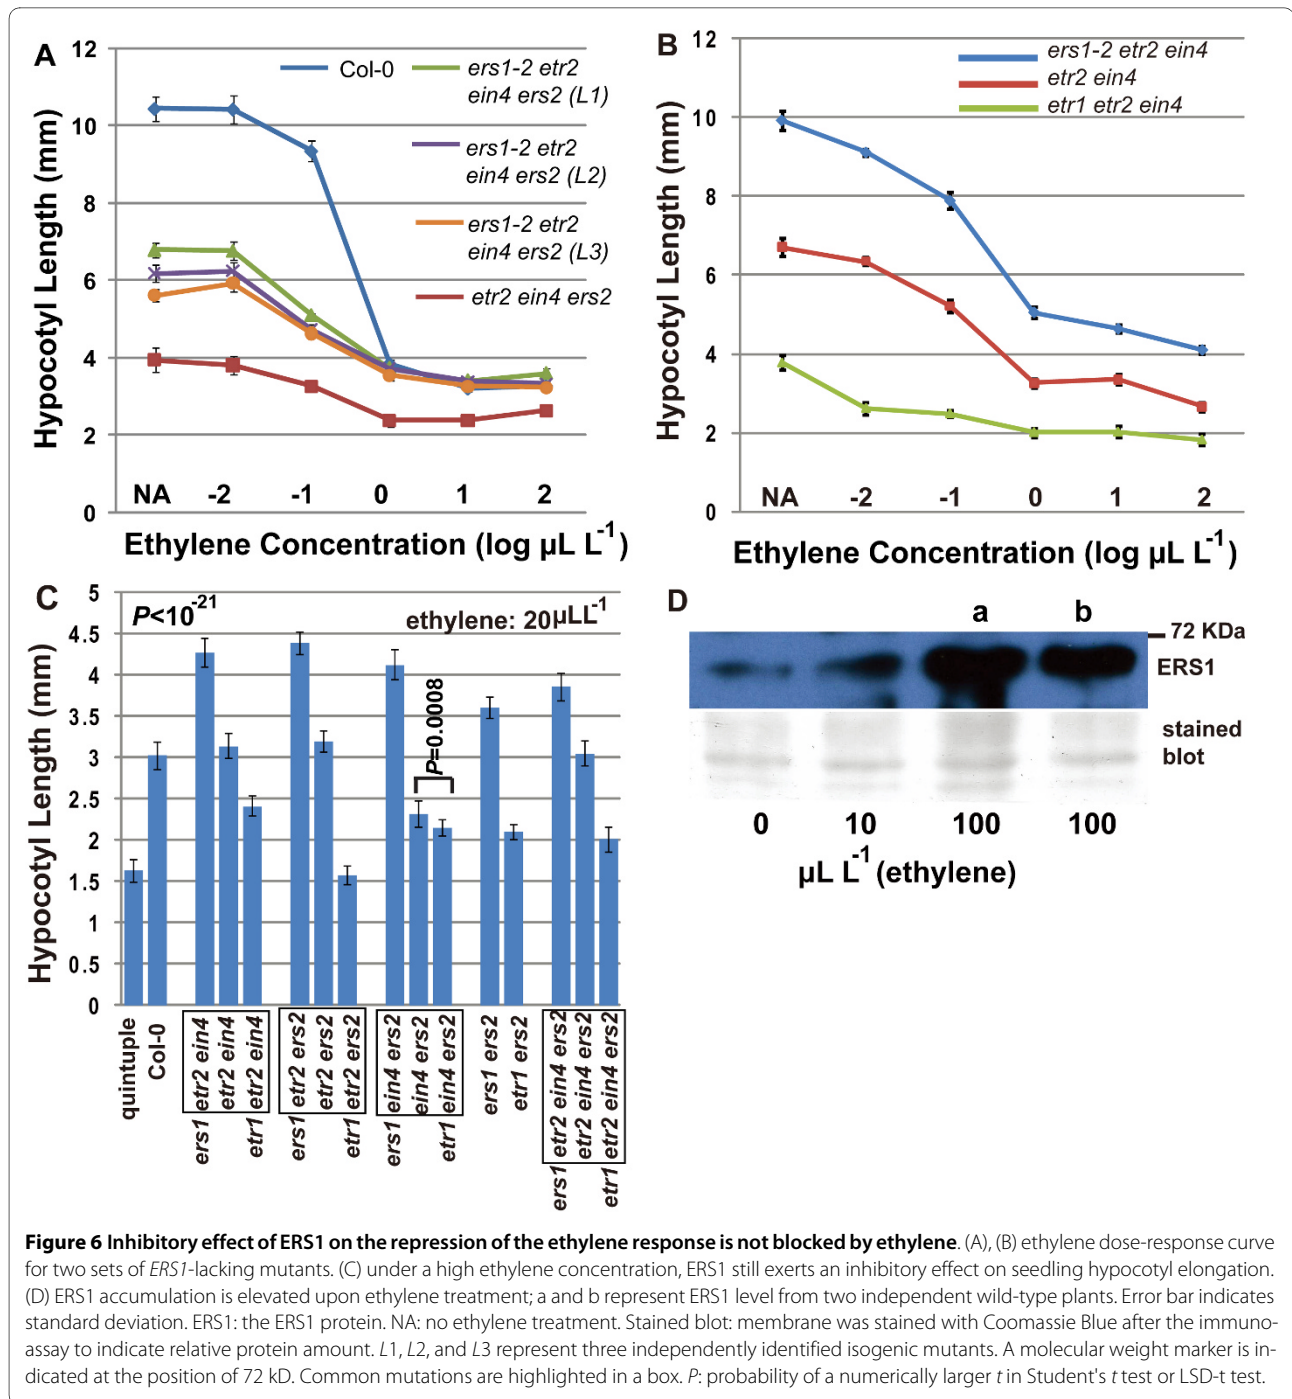 A
12
10
8
6
4
2
0
Hypocotyl Length (mm)
Col-0
ers1-2 etr2
ein4 ers2 (L1)
ers1-2 etr2
ein4 ers2 (L2)
ers1-2 etr2
ein4 ers2 (L3)
etr2 ein4 ers2
NA -2 -1 0 1 2
Ethylene Concentration (log µL L-1)
B
12
10
8
6
4
2
0
Hypocotyl Length (mm)
ers1-2 etr2 ein4
etr2 ein4
etr1 etr2 ein4
NA -2 -1 0 1 2
Ethylene Concentration (log µL L-1)
C
5
4.5
4
3.5
3
2.5
2
1.5
1
0.5
0
Hypocotyl Length (mm)
P<10-21
ethylene: 20µLL-1
P=0.0008
quintuple
Col-0
ers1 etr2 ein4
etr2 ein4
etr1 etr2 ein4
ers1 etr2 ers2
etr2 ers2
etr1 etr2 ers2
ers1 ein4 ers2
ein4 ers2
etr1 ein4 ers2
ers1 ers2
etr1 ers2
ers1 etr2 ein4 ers2
etr2 ein4 ers2
etr1 etr2 ein4 ers2
D
a b
72 KDa
ERS1
stained
blot
0 10 100 100
µL L-1 (ethylene)
Figure 6 Inhibitory effect of ERS1 on the repression of the ethylene response is not blocked by ethylene. (A), (B) ethylene dose-response curve
for two sets of ERS1-lacking mutants. (C) under a high ethylene concentration, ERS1 still exerts an inhibitory effect on seedling hypocotyl elongation.
(D) ERS1 accumulation is elevated upon ethylene treatment; a and b represent ERS1 level from two independent wild-type plants. Error bar indicates
standard deviation. ERS1: the ERS1 protein. NA: no ethylene treatment. Stained blot: membrane was stained with Coomassie Blue after the immuno-
assay to indicate relative protein amount. L1, L2, and L3 represent three independently identified isogenic mutants. A molecular weight marker is in-
dicated at the position of 72 kD. Common mutations are highlighted in a box. P: probability of a numerically larger t in Student's t test or LSD-t test.